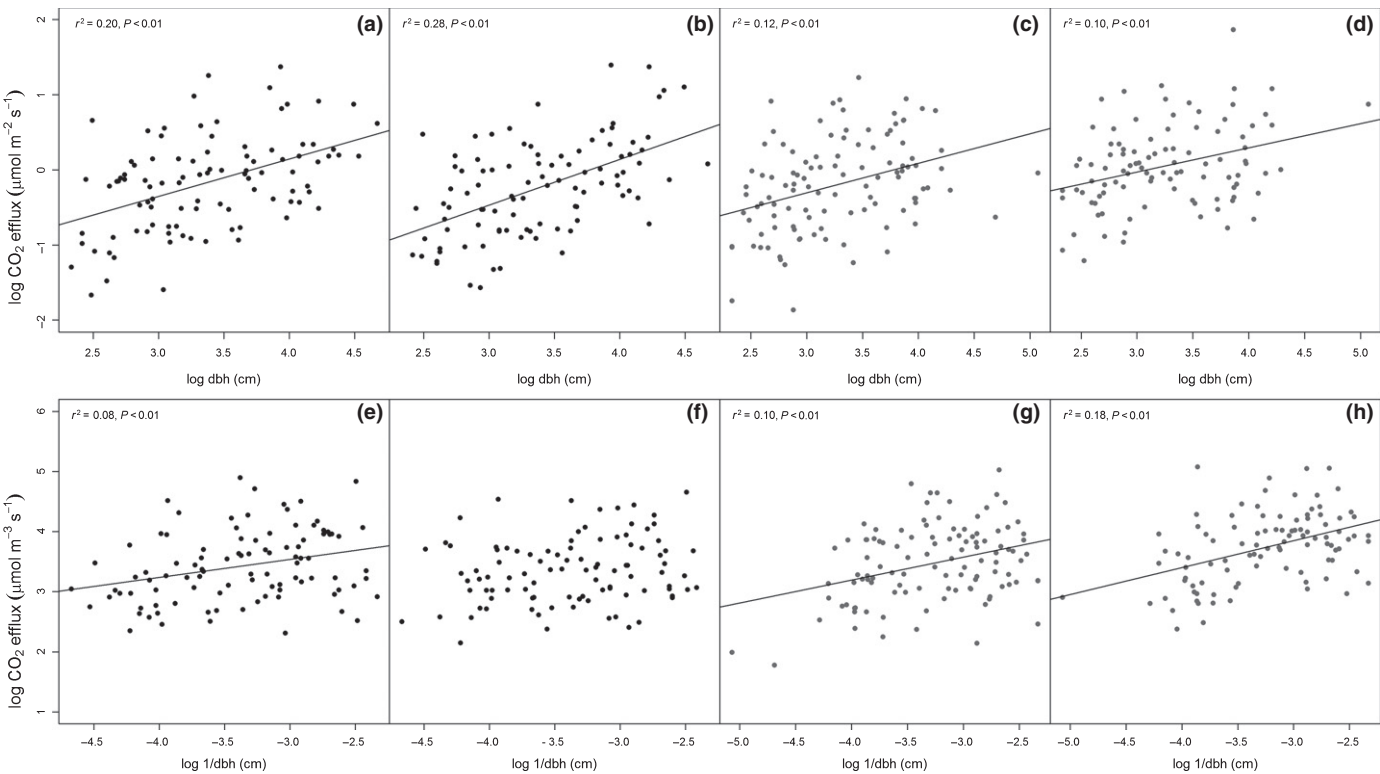 r² = 0.20, P < 0.01 (a)
r² = 0.28, P < 0.01 (b)
r² = 0.12, P < 0.01 (c)
r² = 0.10, P < 0.01 (d)
log CO₂ efflux (μmol m⁻² s⁻¹)
2
1
0
−1
−2
2.5 3.0 3.5 4.0 4.5
2.5 3.0 3.5 4.0 4.5
2.5 3.0 3.5 4.0 4.5 5.0
2.5 3.0 3.5 4.0 4.5 5.0
log dbh (cm)
log dbh (cm)
log dbh (cm)
log dbh (cm)
r² = 0.08, P < 0.01 (e)
(f)
r² = 0.10, P < 0.01 (g)
r² = 0.18, P < 0.01 (h)
log CO₂ efflux (μmol m⁻³ s⁻¹)
6
5
4
3
2
1
−4.5 −4.0 −3.5 −3.0 −2.5
−4.5 −4.0 -3.5 −3.0 −2.5
−5.0 −4.5 −4.0 −3.5 −3.0 −2.5
−5.0 −4.5 −4.0 −3.5 −3.0 −2.5
log 1/dbh (cm)
log 1/dbh (cm)
log 1/dbh (cm)
log 1/dbh (cm)